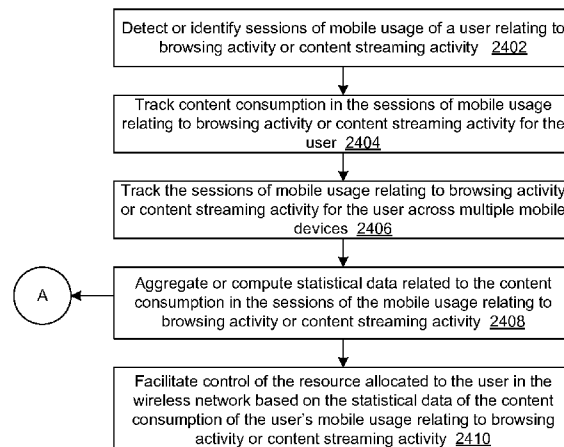 Detect or identify sessions of mobile usage of a user relating to
browsing activity or content streaming activity 2402
Track content consumption in the sessions of mobile usage
relating to browsing activity or content streaming activity for the
user 2404
Track the sessions of mobile usage relating to browsing activity
or content streaming activity for the user across multiple mobile
devices 2406
A
Aggregate or compute statistical data related to the content
consumption in the sessions of the mobile usage relating to
browsing activity or content streaming activity 2408
Facilitate control of the resource allocated to the user in the
wireless network based on the statistical data of the content
consumption of the user's mobile usage relating to browsing
activity or content streaming activity 2410